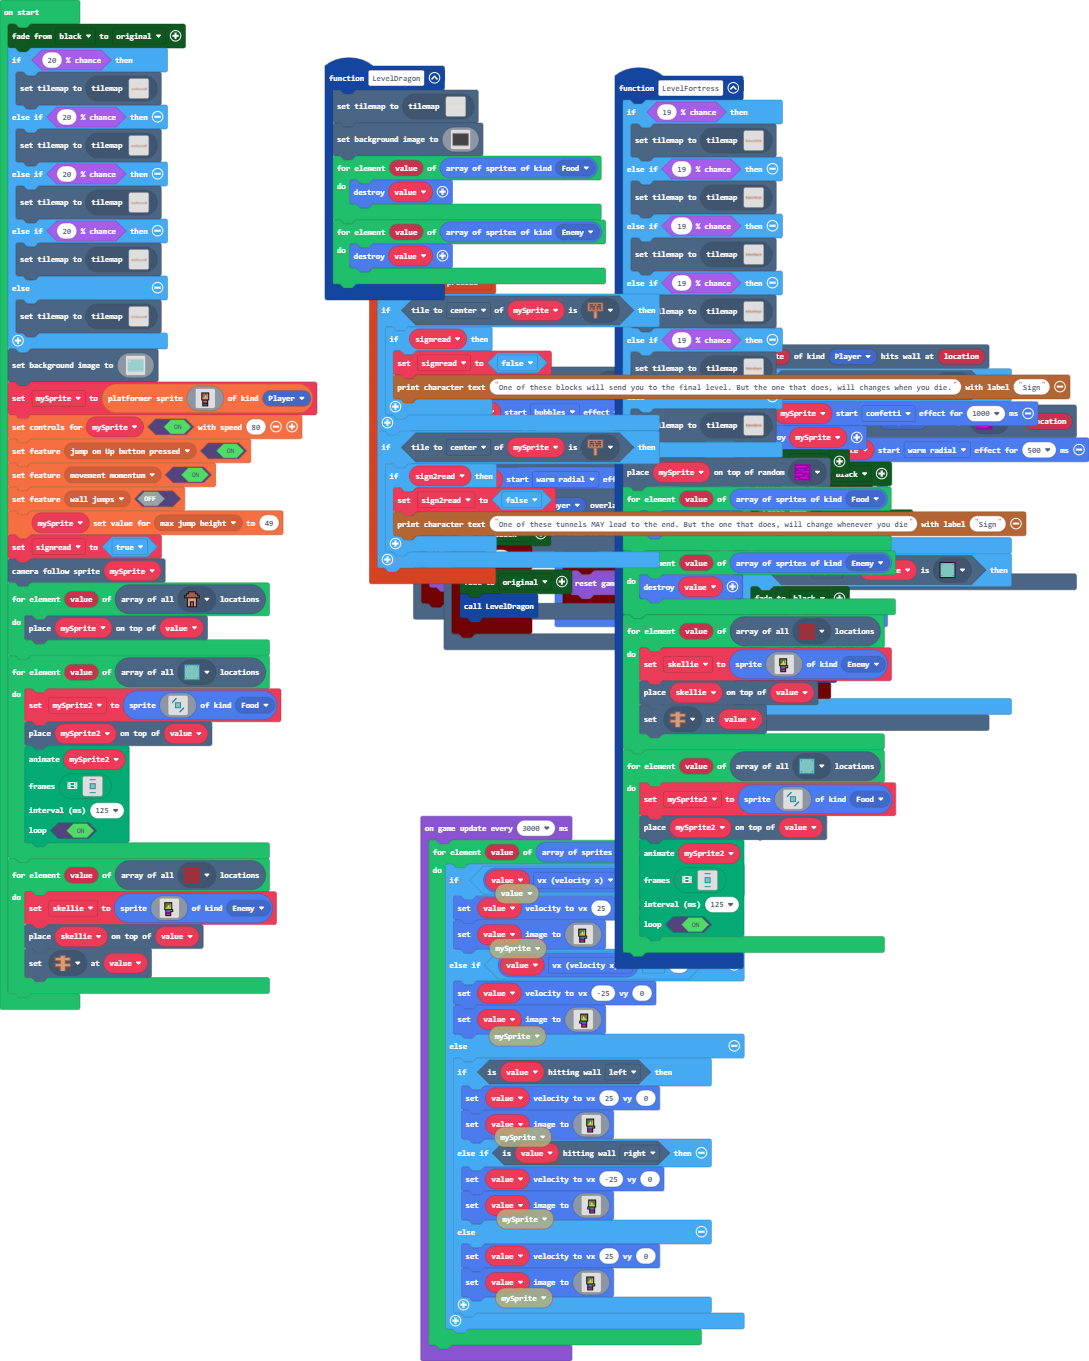 on start
fade from black to original
if 20 % chance then
set tilemap to tilemap
else if 20 % chance then
set tilemap to tilemap
else if 20 % chance then
set tilemap to tilemap
else if 20 % chance then
set tilemap to tilemap
else
set tilemap to tilemap
set background image to
set mySprite to platformer sprite of kind Player
set controls for mySprite ON with speed 80
set feature jump on Up button pressed ON
set feature movement momentum ON
set feature wall jumps OFF
mySprite set value for max jump height to 49
set signread to true
camera follow sprite mySprite
for element value of array of all locations
do place mySprite on top of value
for element value of array of all locations
do
set mySprite2 to sprite of kind Food
place mySprite2 on top of value
animate mySprite2
frames
interval (ms) 125
loop ON
for element value of array of all locations
do
set skellie to sprite of kind Enemy
place skellie on top of value
set at value
function LevelDragon
set tilemap to tilemap
set background image to
for element value of array of sprites of kind Food
do destroy value
for element value of array of sprites of kind Enemy
do destroy value
if tile to center of mySprite is then
if signread then
set signread to false
print character text "One of these blocks will send you to the final level. But the one that does, will changes when you die." with label "Sign"
start bubbles effect
if tile to center of mySprite is then
if sign2read then
start warm radial
set sign2read to false
print character text "One of these tunnels MAY lead to the end. But the one that does, will change whenever you die" with label "Sign"
original
reset
call LevelDragon
function LevelFortress
if 19 % chance then
set tilemap to tilemap
else if 19 % chance then
set tilemap to tilemap
else if 19 % chance then
set tilemap to tilemap
else if 19 % chance then
tilemap
else if 19 % chance then
set tilemap to tilemap
tilemap
place mySprite on top of random
for element value of array of sprites of kind Food
value of array of sprites of kind Enemy
do destroy value
for element value of array of all locations
do
set skellie to sprite of kind Enemy
place skellie on top of value
set at value
for element value of array of all locations
do
set mySprite2 to sprite of kind Food
place mySprite2 on top of value
animate mySprite2
frames
interval (ms) 125
loop ON
of kind Player hits wall at location
mySprite start confetti effect for 1000 ms
mySprite
start warm radial effect for 500 ms
black
is then
on game update every 3000 ms
for element value of array of sprites
do
if value vx (velocity x)
value
set value velocity to vx 25
set value image to
mySprite
else if value vx (velocity x
set value velocity to vx -25 vy 0
set value image to
mySprite
else
if is value hitting wall left then
set value velocity to vx 25 vy 0
set value image to
mySprite
else if is value hitting wall right then
set value velocity to vx -25 vy 0
set value image to
mySprite
else
set value velocity to vx 25 vy 0
set value image to
mySprite